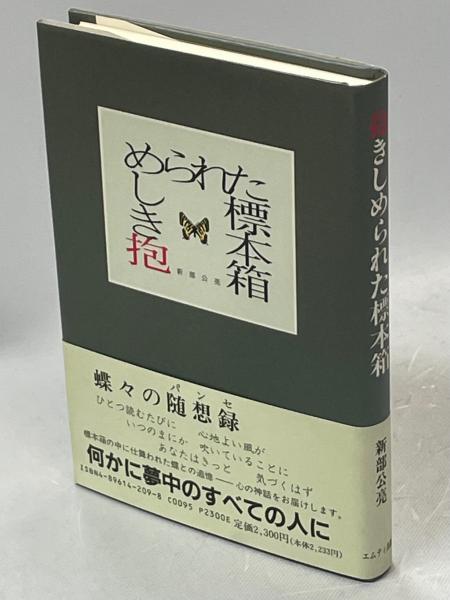 抱きしめられた標本箱
新部公亮
パンセ
蝶々の随想録
ひとつ読むたびに 心地よい風が
いつのまにか 吹いていることに
あなたはきっと 気づくはず
標本箱の中に仕舞われた蝶との追憶――心の神話をお届けします。
何かに夢中のすべての人に
ISBN4-89614-209-8 C0095 P2300E 定価2,300円(本体2,233円)
抱きしめられた標本箱
新部公亮
エムティ